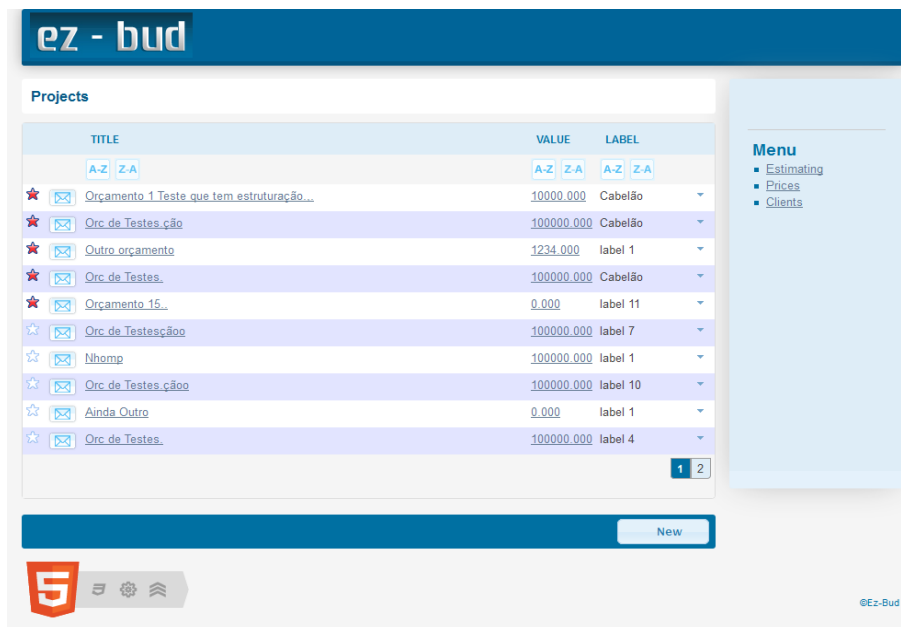 ez - bud
Projects
TITLE VALUE LABEL
A-Z Z-A A-Z Z-A A-Z Z-A
Orçamento 1 Teste que tem estruturação... 10000.000 Cabelão
Orc de Testes.ção 100000.000 Cabelão
Outro orçamento 1234.000 label 1
Orc de Testes. 100000.000 Cabelão
Orçamento 15.. 0.000 label 11
Orc de Testesçãoo 100000.000 label 7
Nhomp 100000.000 label 1
Orc de Testes.çãoo 100000.000 label 10
Ainda Outro 0.000 label 1
Orc de Testes. 100000.000 label 4
1 2
New
Menu
Estimating
Prices
Clients
5
©Ez-Bud